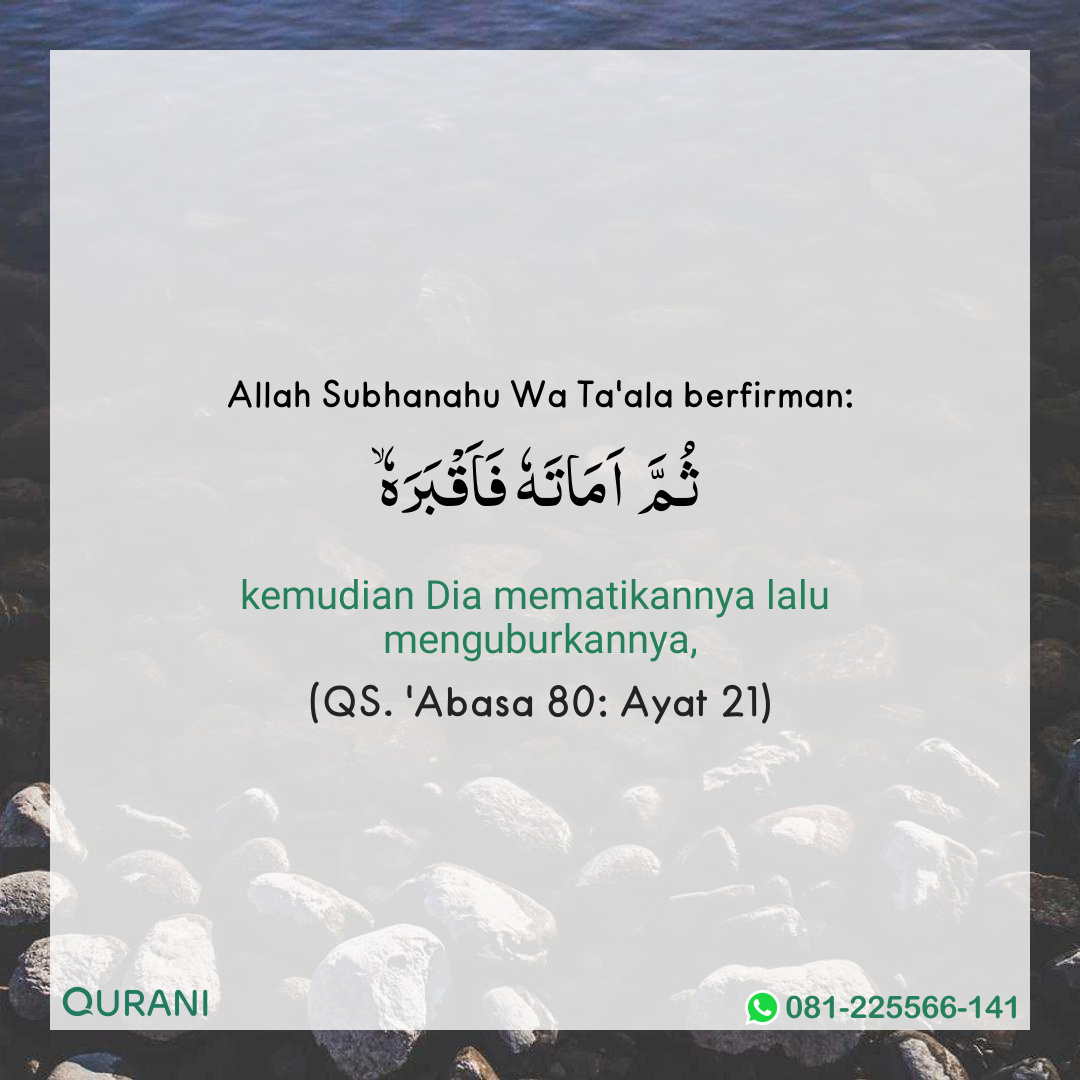 Allah Subhanahu Wa Ta'ala berfirman:
ثُمَّ اَمَاتَهٗ فَاَقْبَرَهٗۙ
kemudian Dia mematikannya lalu
menguburkannya,
(QS. 'Abasa 80: Ayat 21)
QURANI
081-225566-141